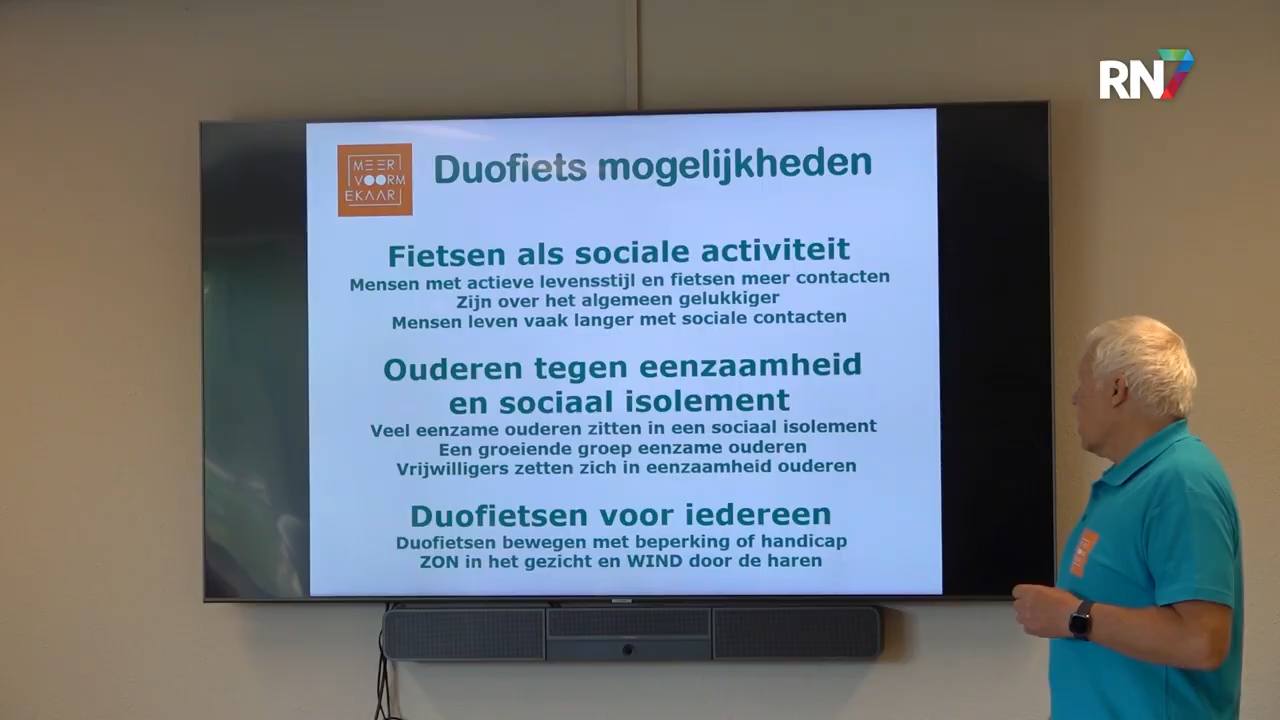 RN7
MEER
VOORM
EKAAR
Duofiets mogelijkheden
Fietsen als sociale activiteit
Mensen met actieve levensstijl en fietsen meer contacten
Zijn over het algemeen gelukkiger
Mensen leven vaak langer met sociale contacten
Ouderen tegen eenzaamheid
en sociaal isolement
Veel eenzame ouderen zitten in een sociaal isolement
Een groeiende groep eenzame ouderen
Vrijwilligers zetten zich in eenzaamheid ouderen
Duofietsen voor iedereen
Duofietsen bewegen met beperking of handicap
ZON in het gezicht en WIND door de haren